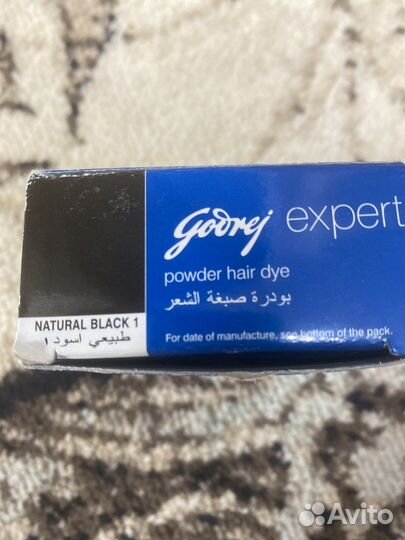 Godrej expert
powder hair dye
بودرة صبغة الشعر
NATURAL BLACK 1
طبيعي اسود ١
For date of manufacture, see bottom of the pack.
Avito